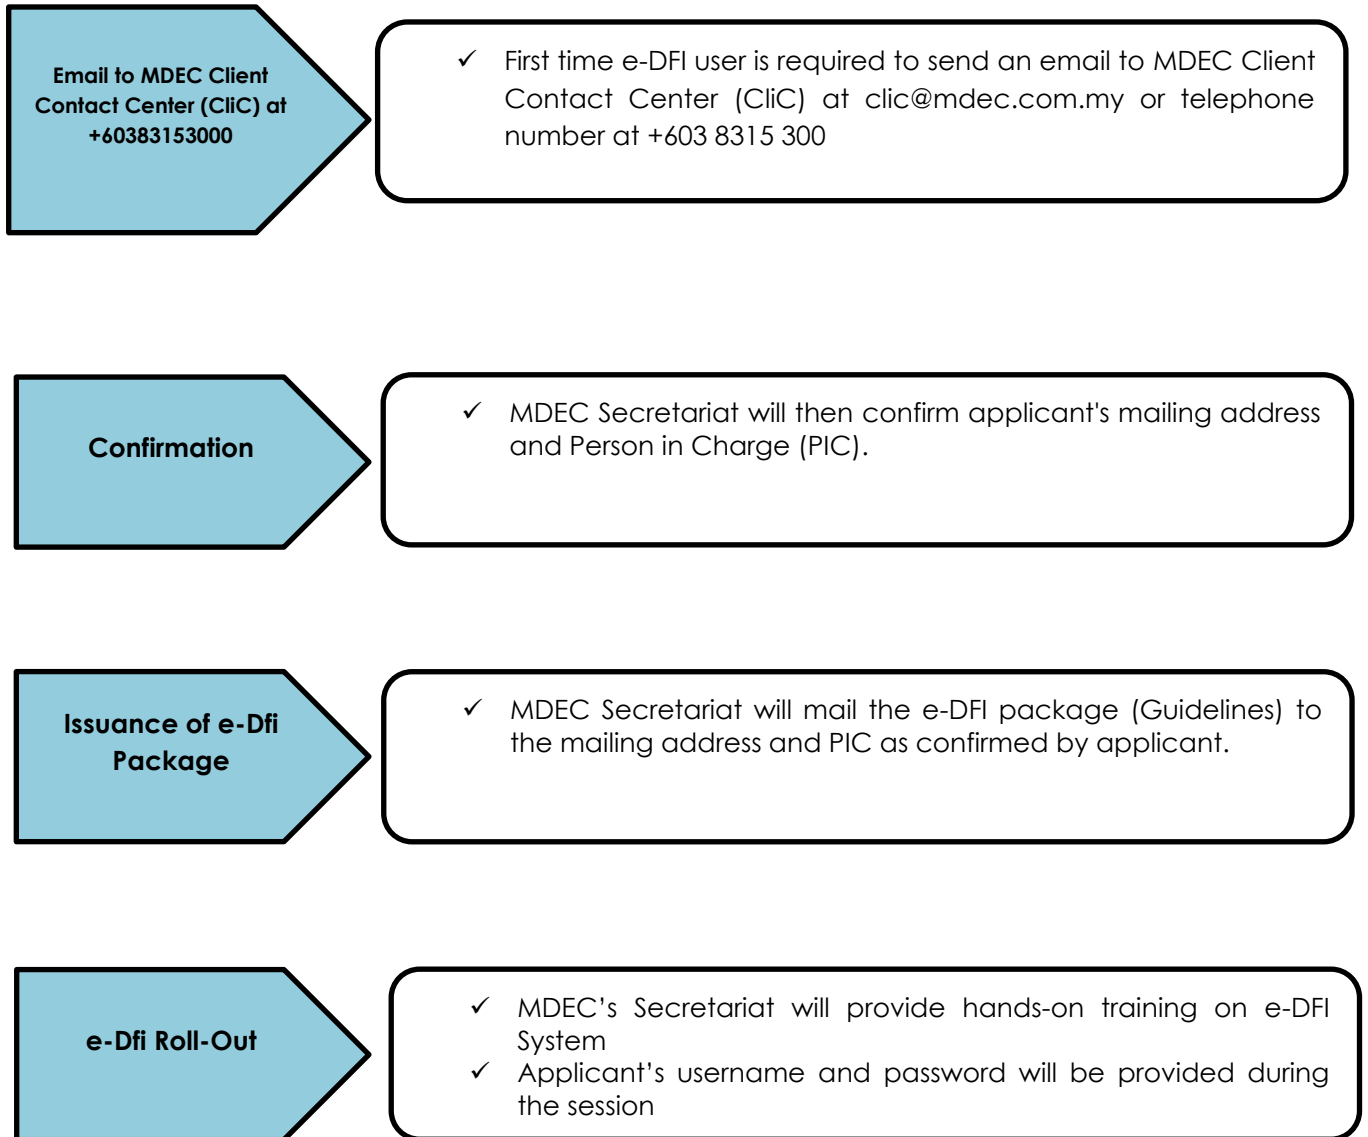 Email to MDEC Client
Contact Center (CliC) at
+60383153000
✓ First time e-DFI user is required to send an email to MDEC Client
Contact Center (CliC) at clic@mdec.com.my or telephone
number at +603 8315 300
Confirmation
✓ MDEC Secretariat will then confirm applicant's mailing address
and Person in Charge (PIC).
Issuance of e-Dfi
Package
✓ MDEC Secretariat will mail the e-DFI package (Guidelines) to
the mailing address and PIC as confirmed by applicant.
e-Dfi Roll-Out
✓ MDEC’s Secretariat will provide hands-on training on e-DFI
System
✓ Applicant’s username and password will be provided during
the session